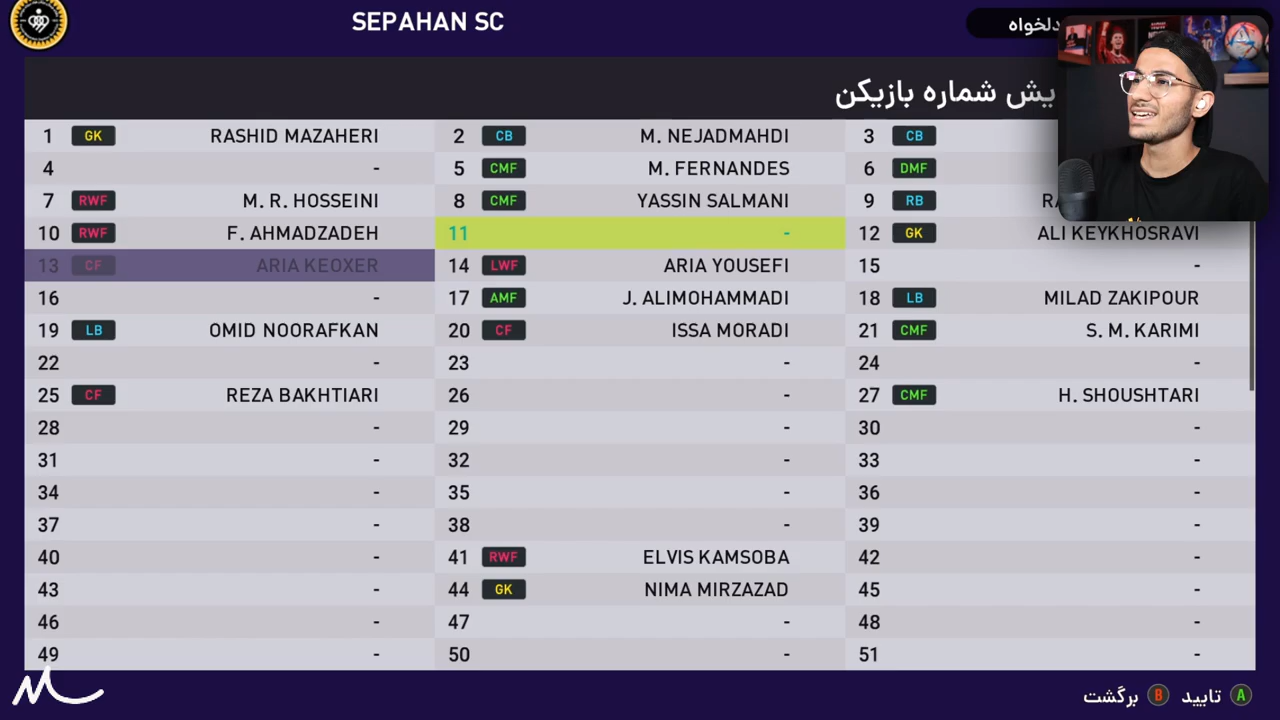 SEPAHAN SC
دلخواه
یش شماره بازیکن
1 GK RASHID MAZAHERI 2 CB M. NEJADMAHDI 3 CB
4 - 5 CMF M. FERNANDES 6 DMF
7 RWF M. R. HOSSEINI 8 CMF YASSIN SALMANI 9 RB
10 RWF F. AHMADZADEH 11 - 12 GK ALI KEYKHOSRAVI
13 CF ARIA KEOXER 14 LWF ARIA YOUSEFI 15 -
16 - 17 AMF J. ALIMOHAMMADI 18 LB MILAD ZAKIPOUR
19 LB OMID NOORAFKAN 20 CF ISSA MORADI 21 CMF S. M. KARIMI
22 - 23 - 24 -
25 CF REZA BAKHTIARI 26 - 27 CMF H. SHOUSHTARI
28 - 29 - 30 -
31 - 32 - 33 -
34 - 35 - 36 -
37 - 38 - 39 -
40 - 41 RWF ELVIS KAMSOBA 42 -
43 - 44 GK NIMA MIRZAZAD 45 -
46 - 47 - 48 -
49 - 50 - 51 -
A تایید B برگشت